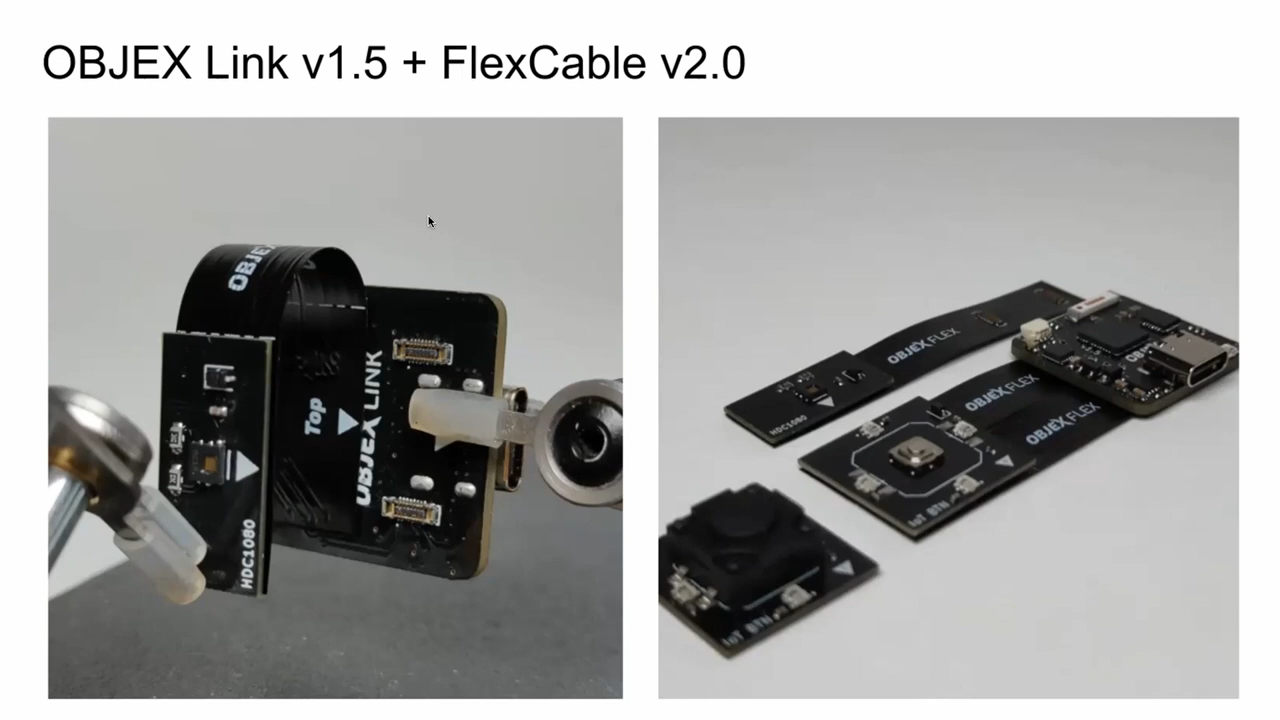 OBJEX Link v1.5 + FlexCable v2.0
OBJEX
Top
OBJEX LINK
HDC1080
OBJEX FLEX
HDC1080
OBJEX FLEX
OBJEX FLEX
IoT BTN
IoT BTN